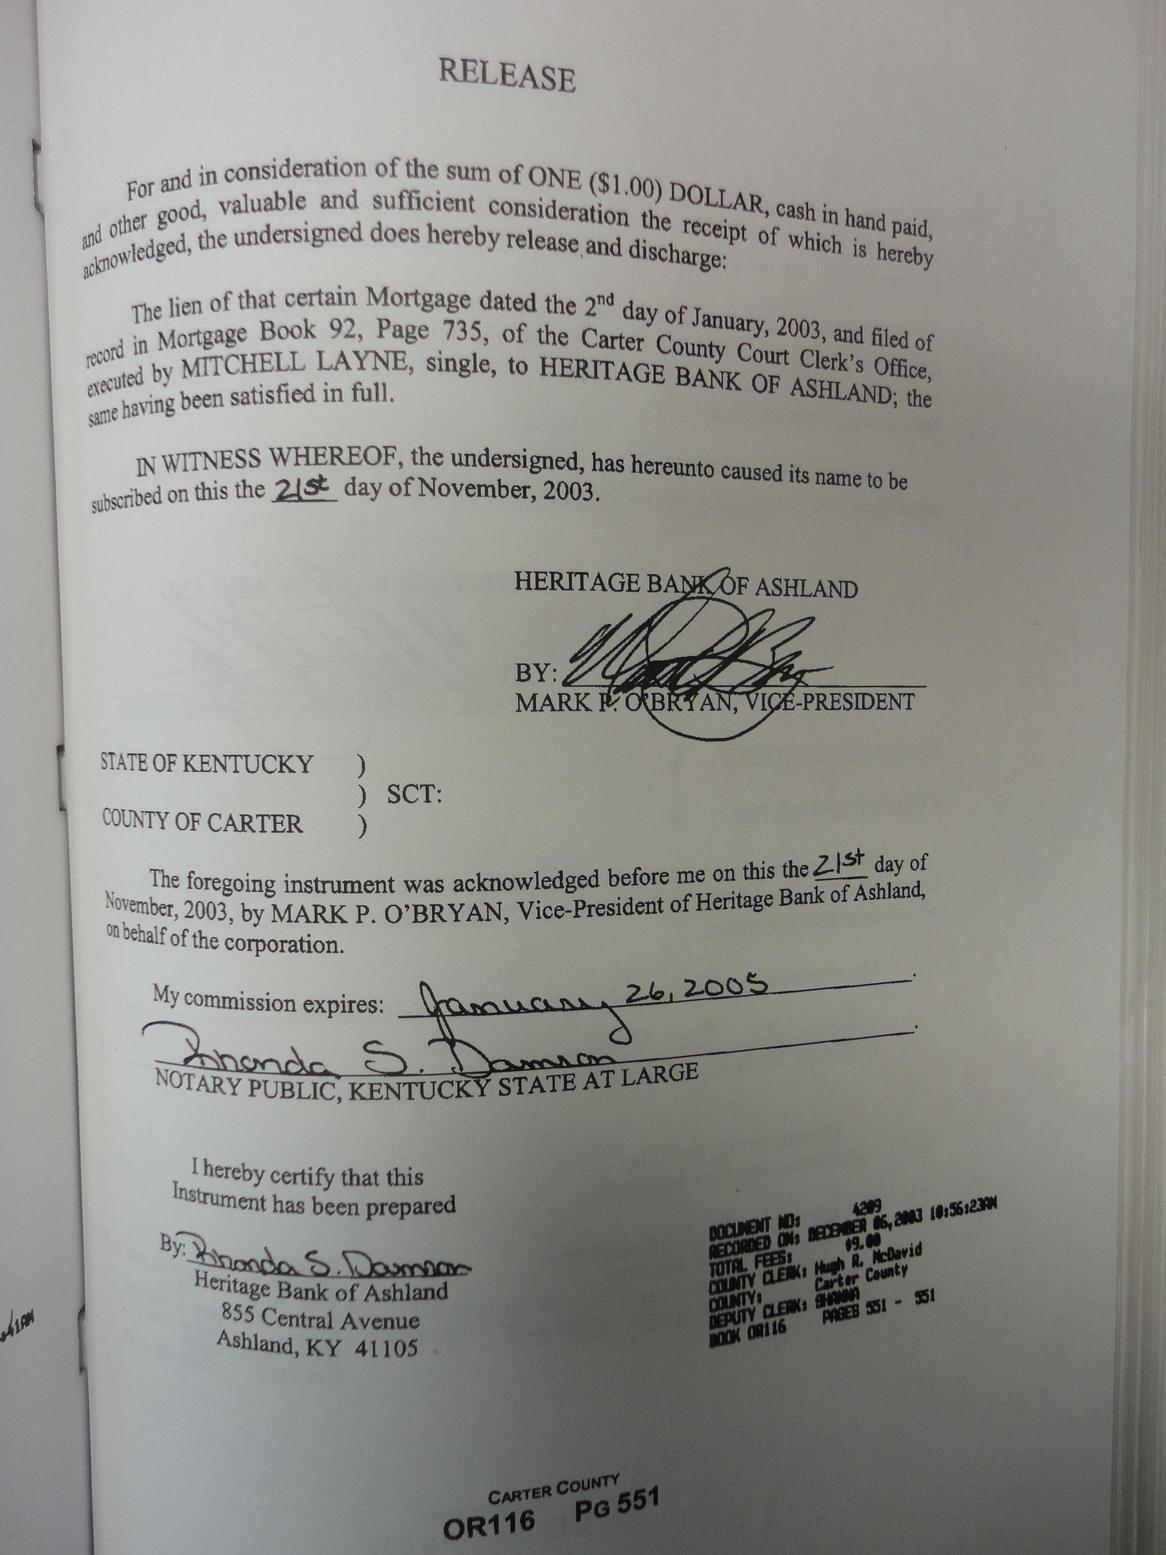 RELEASE
For and in consideration of the sum of ONE ($1.00) DOLLAR, cash in hand paid,
and other good, valuable and sufficient consideration the receipt of which is hereby
acknowledged, the undersigned does hereby release and discharge:
The lien of that certain Mortgage dated the 2nd day of January, 2003, and filed of
record in Mortgage Book 92, Page 735, of the Carter County Court Clerk's Office,
executed by MITCHELL LAYNE, single, to HERITAGE BANK OF ASHLAND; the
same having been satisfied in full.
IN WITNESS WHEREOF, the undersigned, has hereunto caused its name to be
subscribed on this the 21st day of November, 2003.
HERITAGE BANK OF ASHLAND
BY:
MARK P. O'BRYAN, VICE-PRESIDENT
STATE OF KENTUCKY )
) SCT:
COUNTY OF CARTER )
The foregoing instrument was acknowledged before me on this the 21st day of
November, 2003, by MARK P. O'BRYAN, Vice-President of Heritage Bank of Ashland,
on behalf of the corporation.
My commission expires: January 26, 2005.
Rhonda S. Damron.
NOTARY PUBLIC, KENTUCKY STATE AT LARGE
I hereby certify that this
Instrument has been prepared
By: Rhonda S. Damron
Heritage Bank of Ashland
855 Central Avenue
Ashland, KY 41105
DOCUMENT NO: 4209
RECORDED ON: DECEMBER 06,2003 10:56:23AM
TOTAL FEES: $9.00
COUNTY CLERK: Hugh R. McDavid
COUNTY: Carter County
DEPUTY CLERK: SHANNA
BOOK OR116 PAGES 551 - 551
CARTER COUNTY
OR116 PG 551